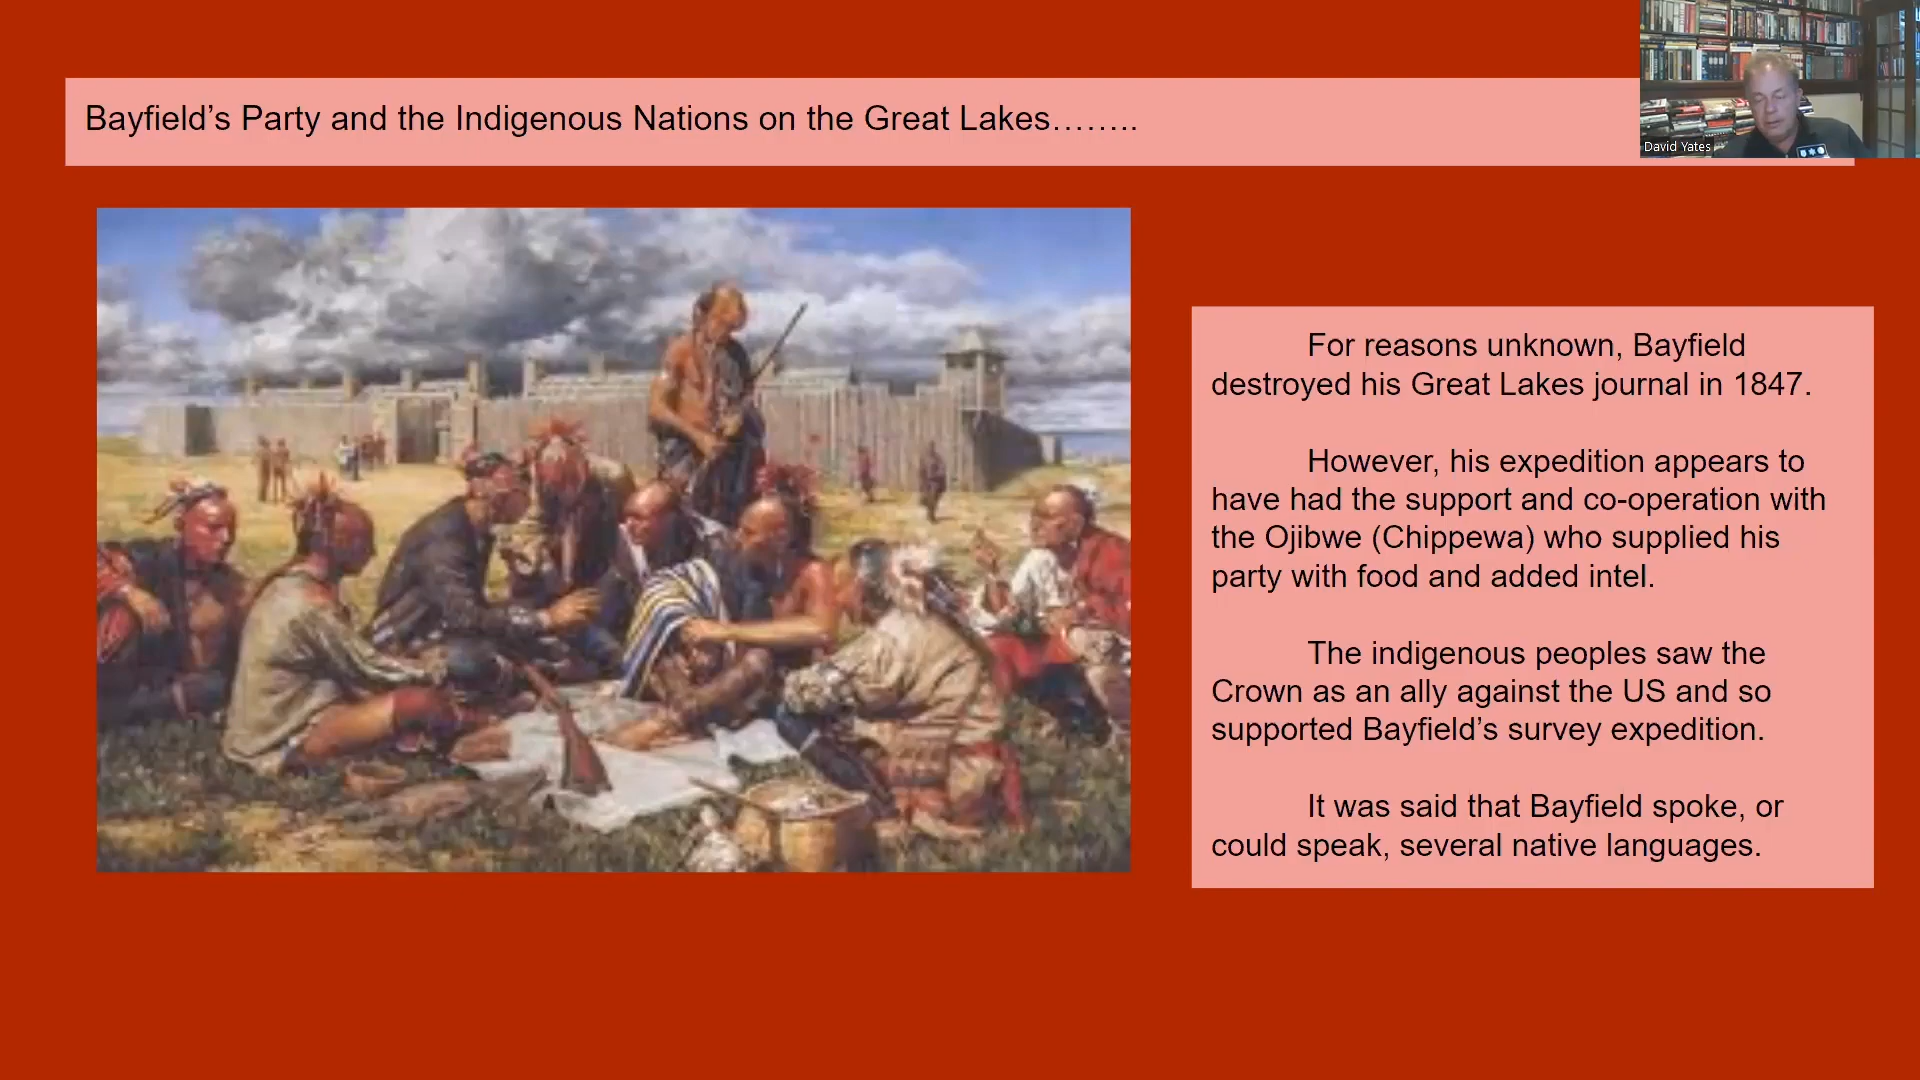 Bayfield’s Party and the Indigenous Nations on the Great Lakes……..
David Yates
For reasons unknown, Bayfield
destroyed his Great Lakes journal in 1847.
However, his expedition appears to
have had the support and co-operation with
the Ojibwe (Chippewa) who supplied his
party with food and added intel.
The indigenous peoples saw the
Crown as an ally against the US and so
supported Bayfield’s survey expedition.
It was said that Bayfield spoke, or
could speak, several native languages.